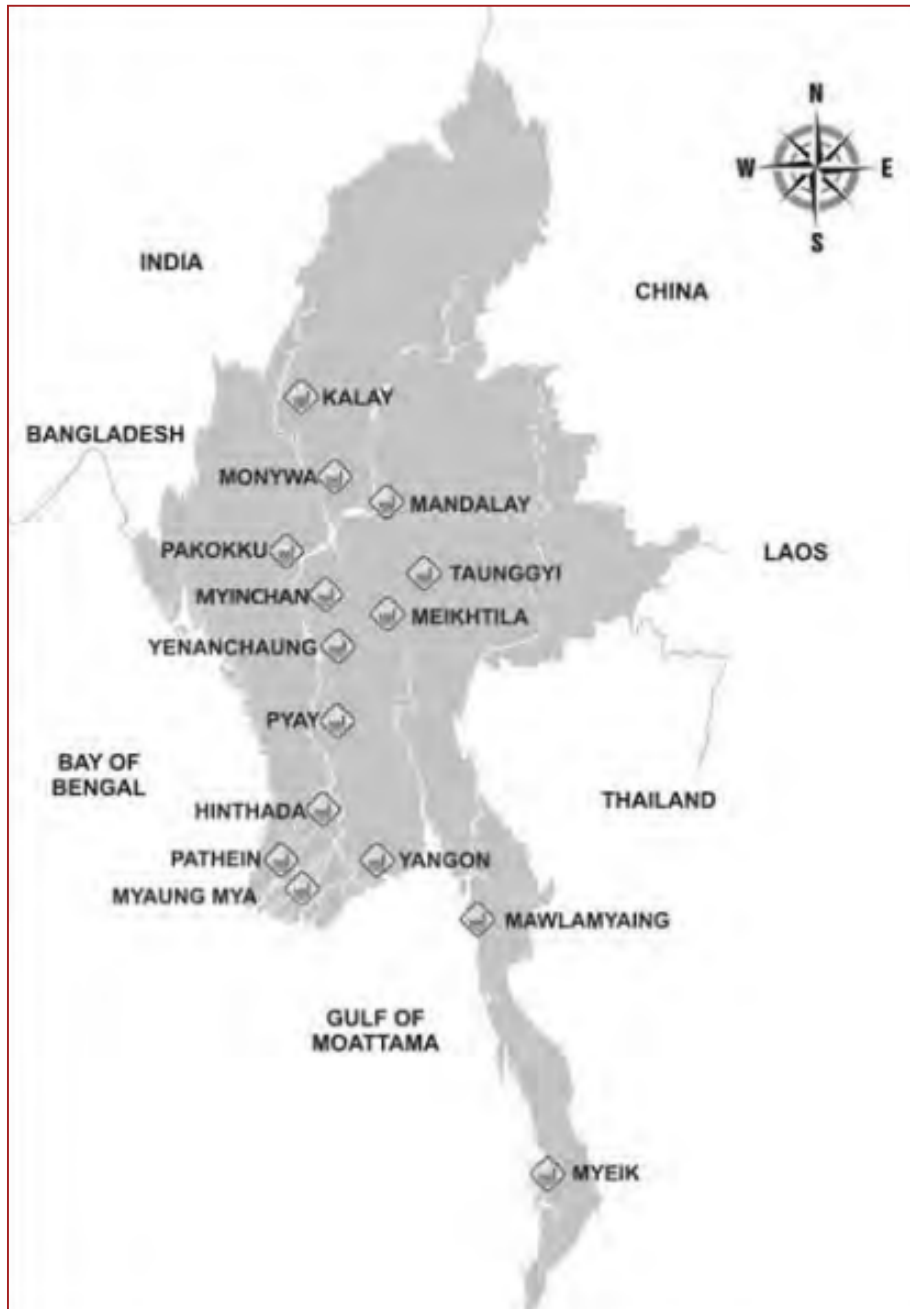 N
W
E
S
INDIA
CHINA
KALAY
BANGLADESH
MONYWA
MANDALAY
PAKOKKU
LAOS
TAUNGGYI
MYINCHAN
MEIKHTILA
YENANCHAUNG
PYAY
BAY OF
BENGAL
THAILAND
HINTHADA
PATHEIN
YANGON
MYAUNG MYA
MAWLAMYAING
GULF OF
MOATTAMA
MYEIK